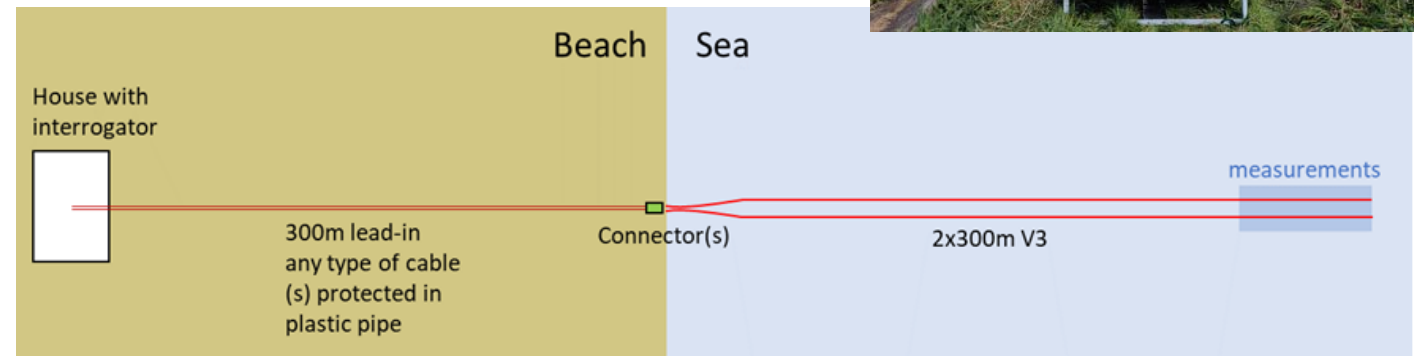 Beach
Sea
House with
interrogator
measurements
300m lead-in
any type of cable
(s) protected in
plastic pipe
Connector(s)
2x300m V3